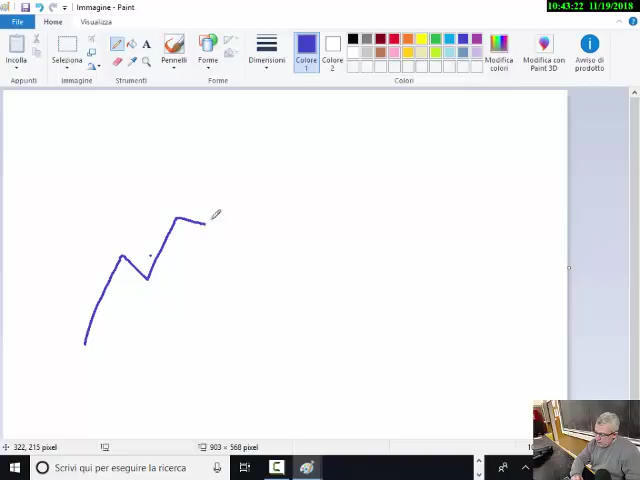 Immagine - Paint
10:43:22 11/19/2018
File
Home
Visualizza
Incolla
Selezione
Pennelli
Forme
Dimensioni
Colore
1
Colore
2
Modifica
colori
Modifica con
Paint 3D
Avviso di
prodotto
Appunti
Immagine
Strumenti
Colori
322, 215 pixel
903 × 568 pixel
Scrivi qui per eseguire la ricerca